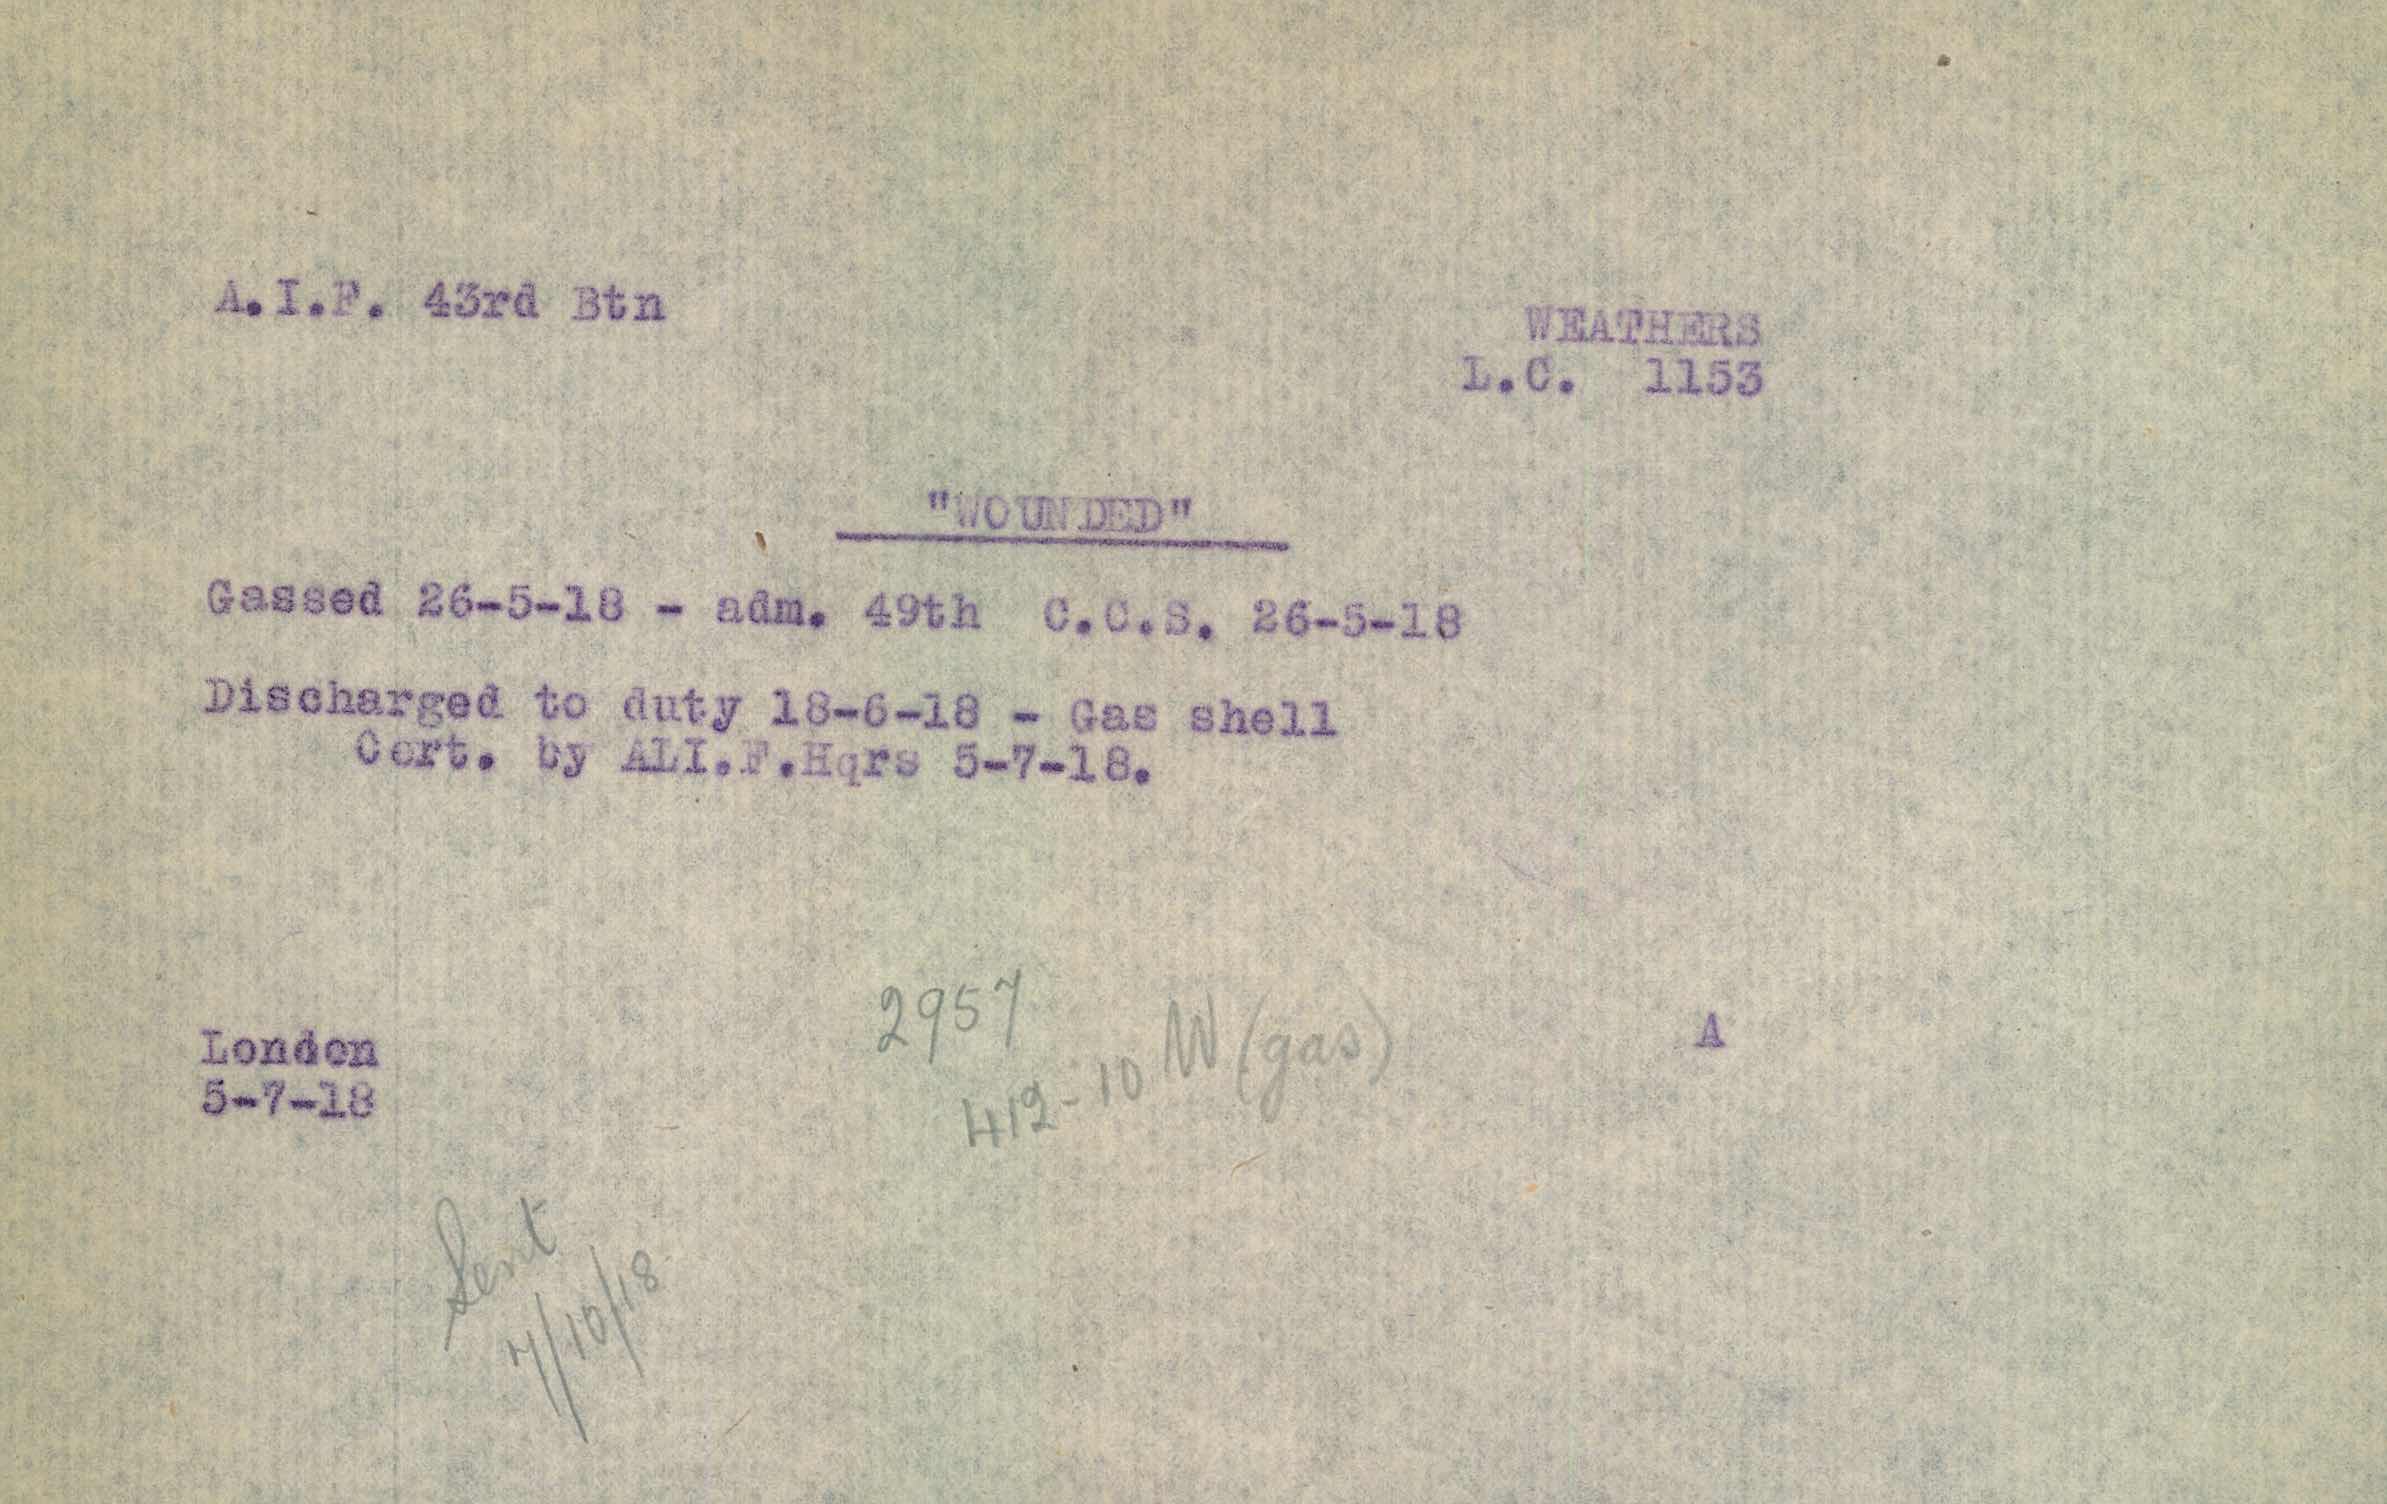 A.I.F. 43rd Btn
WEATHERS
L.C. 1153
"WOUNDED"
Gassed 26-5-18 - adm. 49th C.C.S. 26-5-18
Discharged to duty 18-6-18 - Gas shell
Cert. by ALI.F.Hqrs 5-7-18.
2957
412-10 W (gas)
A
London
5-7-18
Sent
7/10/18